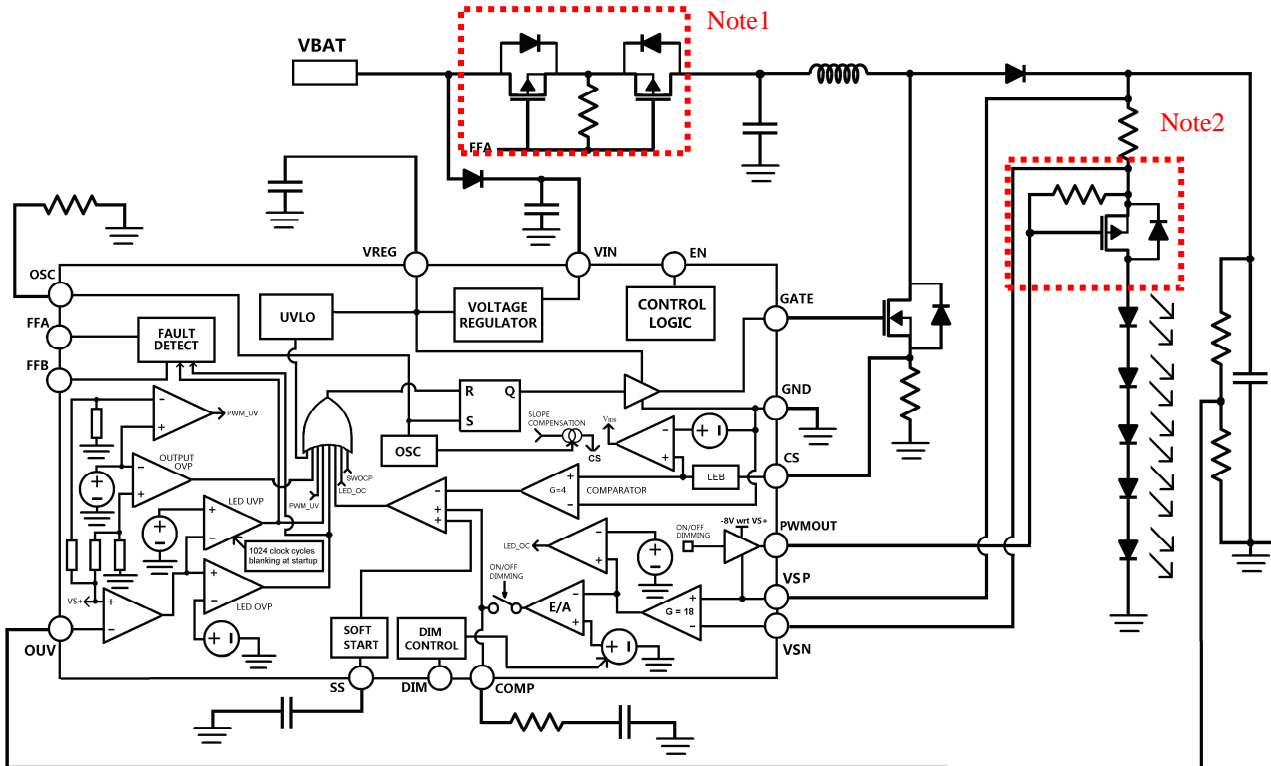 Note1
VBAT
Note2
FFA
VREG
VIN
EN
OSC
GATE
UVLO
VOLTAGE
REGULATOR
CONTROL
LOGIC
FFA
FAULT
DETECT
FFB
R Q
S
GND
PWM_UV
SLOPE
COMPENSATION
CS
OSC
OUTPUT
OVP
SWOCP
LED_OC
PWM_UV
G=4
COMPARATOR
LEB
CS
LED UVP
1024 clock cycles
blanking at startup
LED_OC
ON/OFF
DIMMING
-8V wrt VS+
PWMOUT
ON/OFF
DIMMING
LED OVP
VS+
E/A
G = 18
VSP
OUV
SOFT
START
DIM
CONTROL
VSN
SS
DIM
COMP